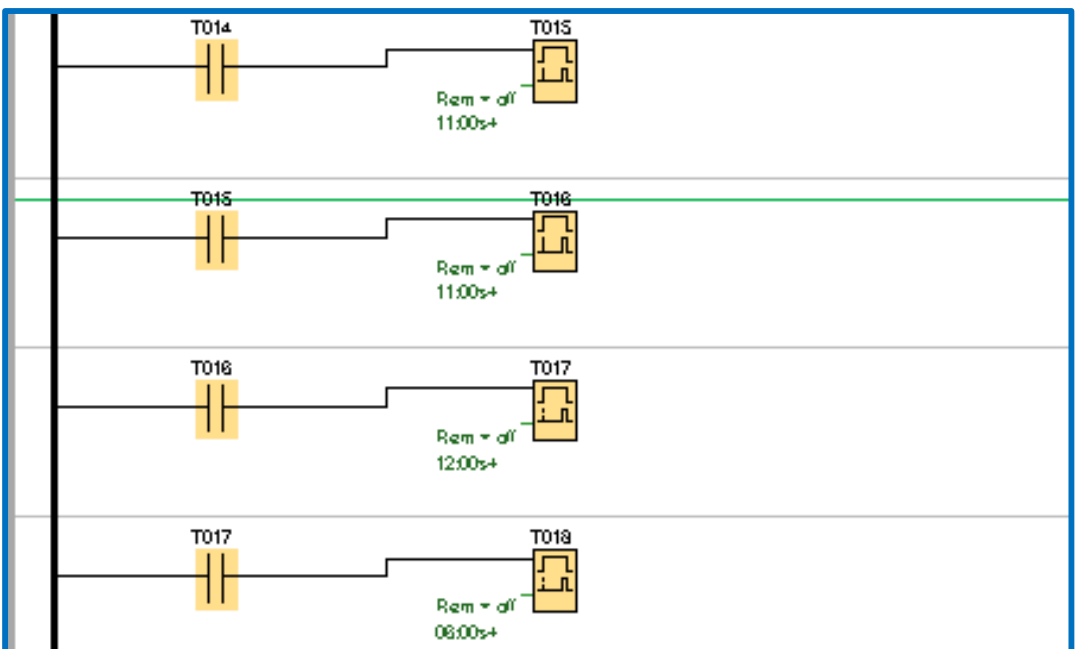 T014 T015
Rem = off
11:00s+
T015 T016
Rem = off
11:00s+
T016 T017
Rem = off
12:00s+
T017 T018
Rem = off
06:00s+